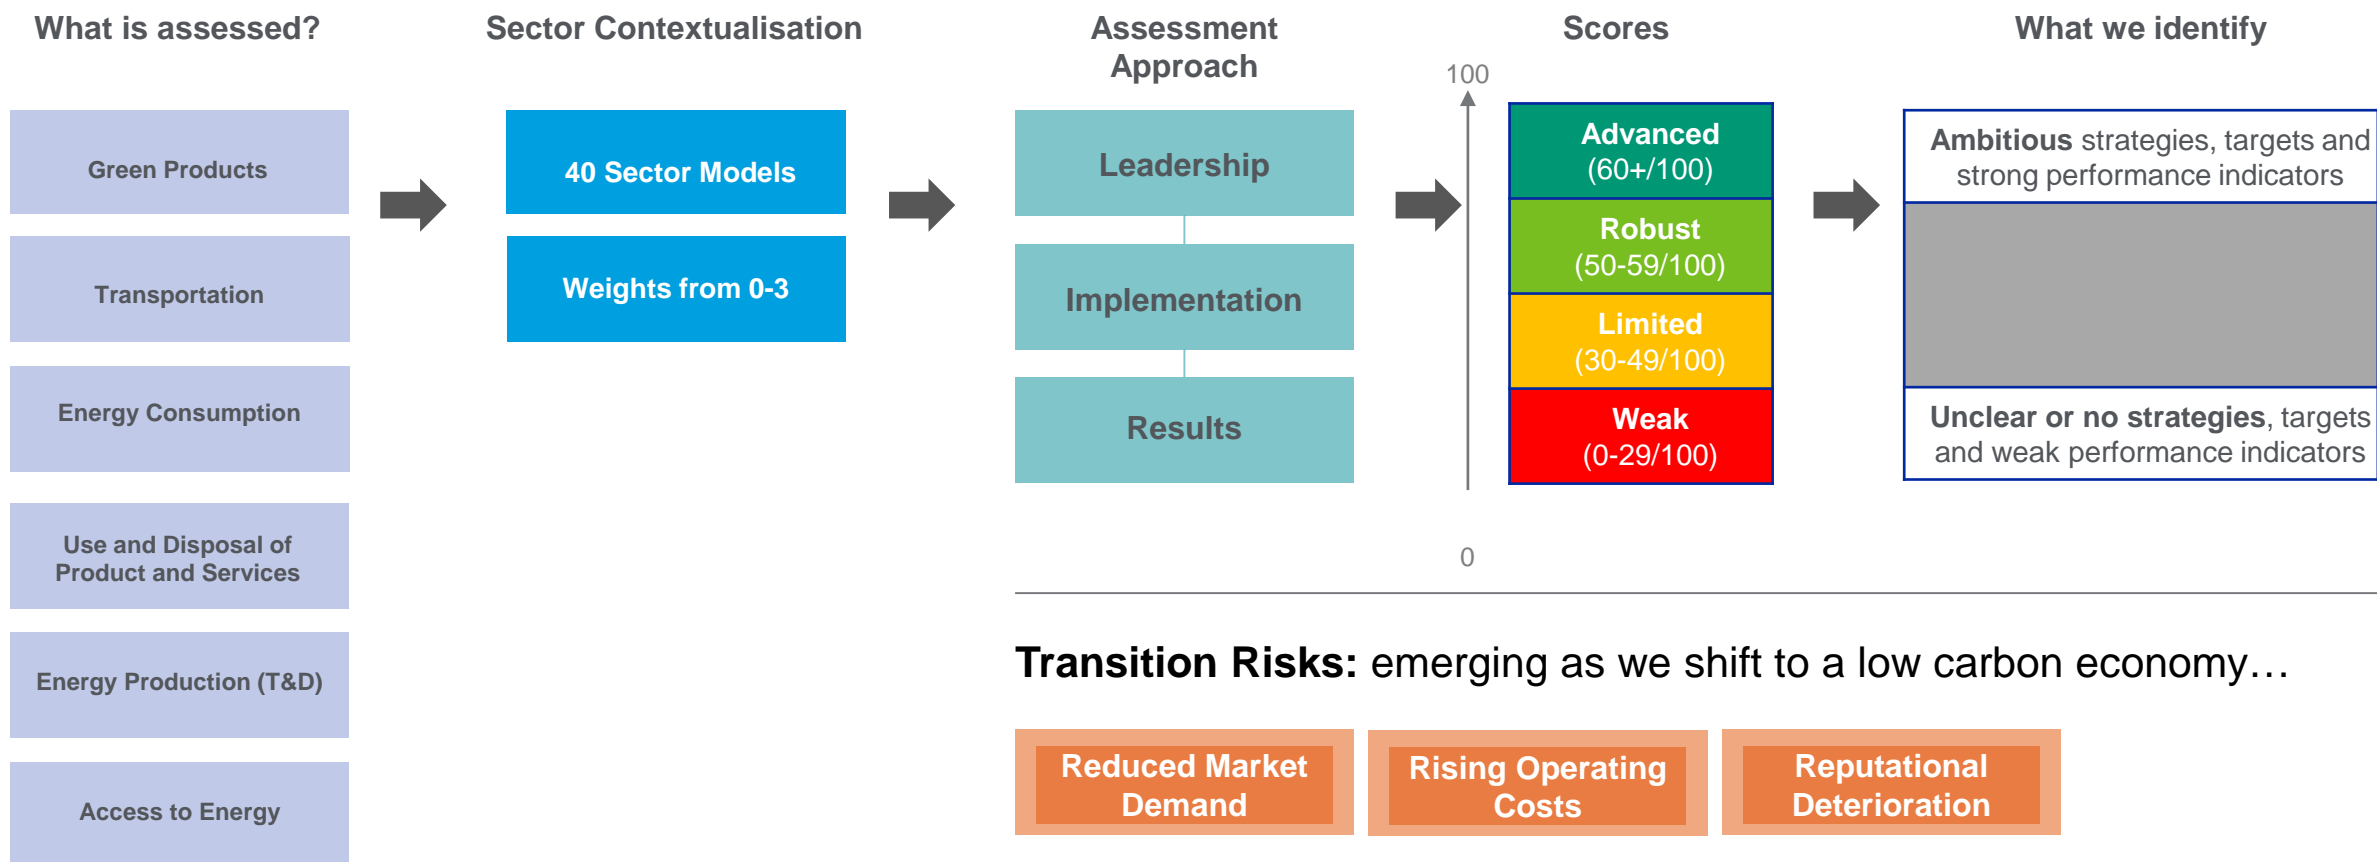 What is assessed?
Green Products
Transportation
Energy Consumption
Use and Disposal of
Product and Services
Energy Production (T&D)
Access to Energy
Sector Contextualisation
40 Sector Models
Weights from 0-3
Assessment
Approach
Leadership
Implementation
Results
Scores
100
0
Advanced
(60+/100)
Robust
(50-59/100)
Limited
(30-49/100)
Weak
(0-29/100)
What we identify
Ambitious strategies, targets and
strong performance indicators
Unclear or no strategies, targets
and weak performance indicators
Transition Risks: emerging as we shift to a low carbon economy…
Reduced Market
Demand
Rising Operating
Costs
Reputational
Deterioration